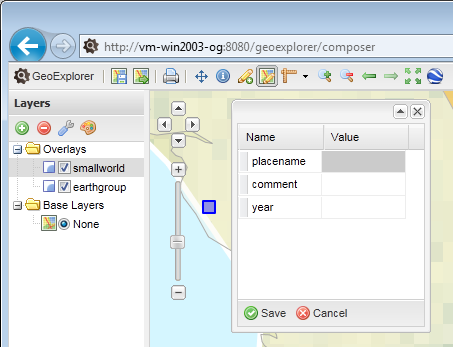 http://vm-win2003-og:8080/geoexplorer/composer
GeoExplorer
Layers
Overlays
smallworld
earthgroup
Base Layers
None
Name Value
placename
comment
year
Save Cancel